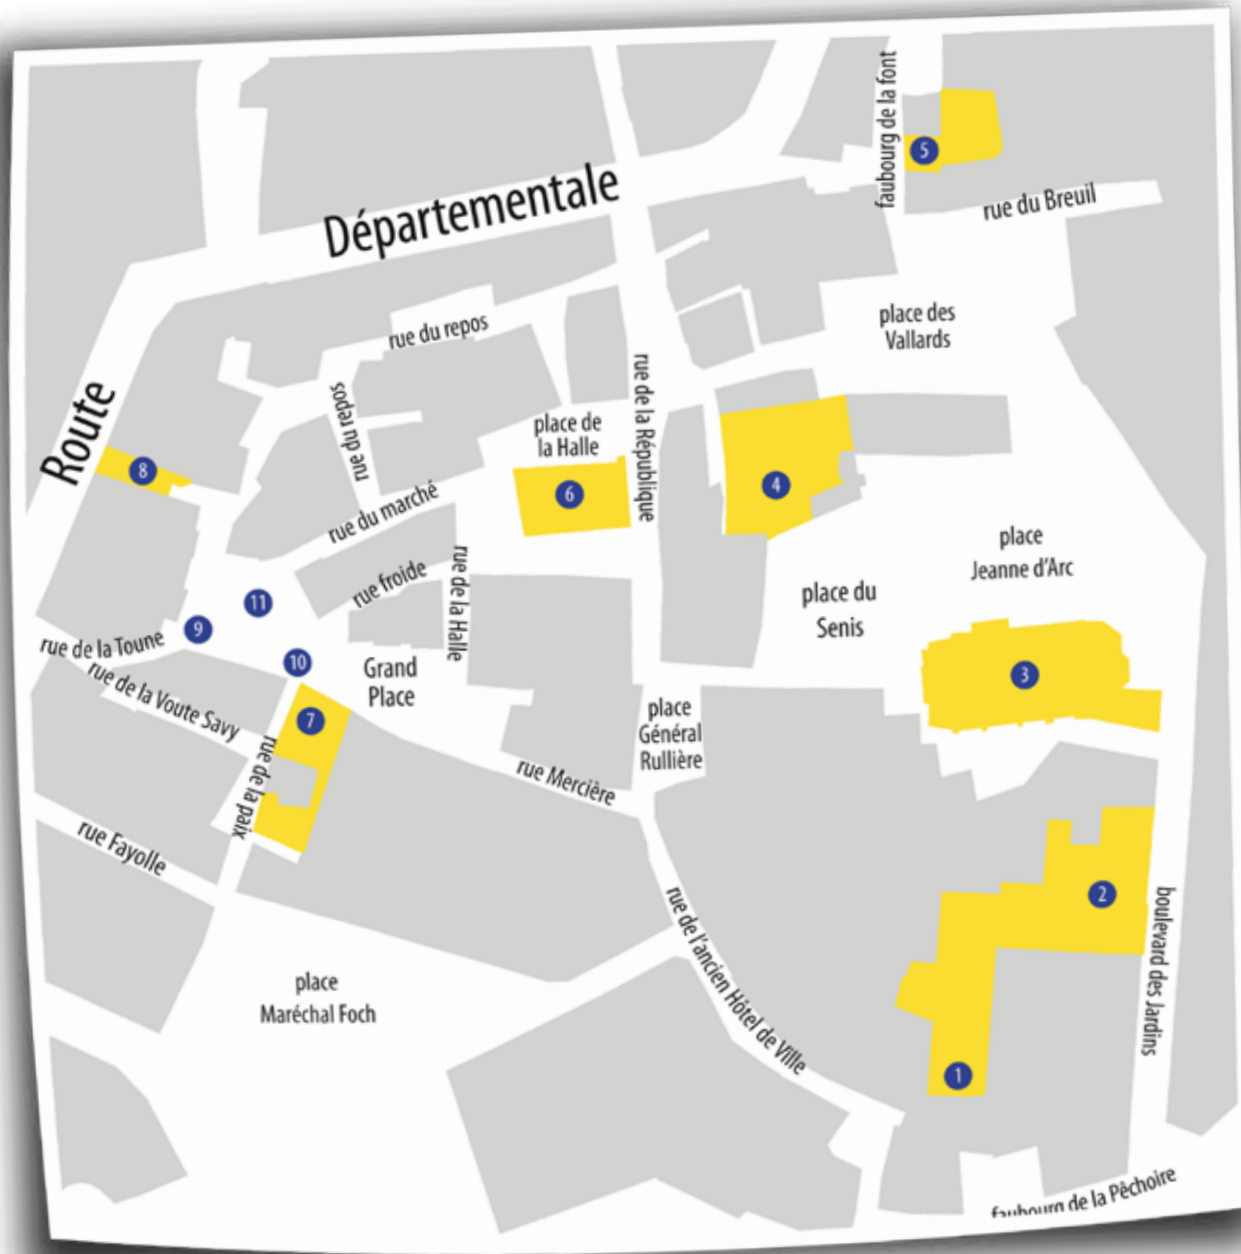 faubourg de la font
5
rue du Breuil
Départementale
place des
Vallards
rue du repos
rue du repos
Route
place de
la Halle
rue de la République
8
6
4
rue du marché
place
Jeanne d'Arc
rue froide
rue de la Halle
place du
Senis
11
9
rue de la Toune
10
Grand
Place
3
rue de la Voute Savy
7
place
Général
Rullière
rue de la paix
rue Mercière
rue Fayolle
2
boulevard des Jardins
rue de l'ancien Hôtel de Ville
place
Maréchal Foch
1
faubourg de la Pêchoire